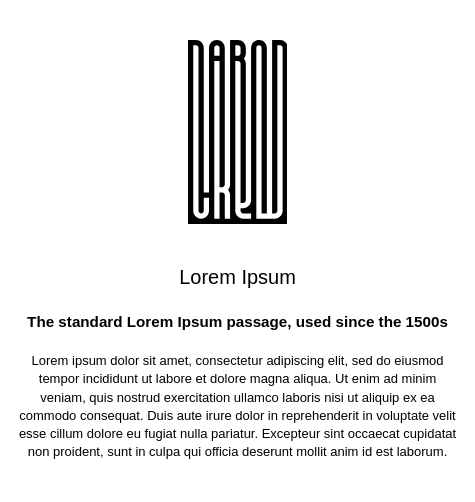 DAROD
CREW
Lorem Ipsum
The standard Lorem Ipsum passage, used since the 1500s
Lorem ipsum dolor sit amet, consectetur adipiscing elit, sed do eiusmod
tempor incididunt ut labore et dolore magna aliqua. Ut enim ad minim
veniam, quis nostrud exercitation ullamco laboris nisi ut aliquip ex ea
commodo consequat. Duis aute irure dolor in reprehenderit in voluptate velit
esse cillum dolore eu fugiat nulla pariatur. Excepteur sint occaecat cupidatat
non proident, sunt in culpa qui officia deserunt mollit anim id est laborum.